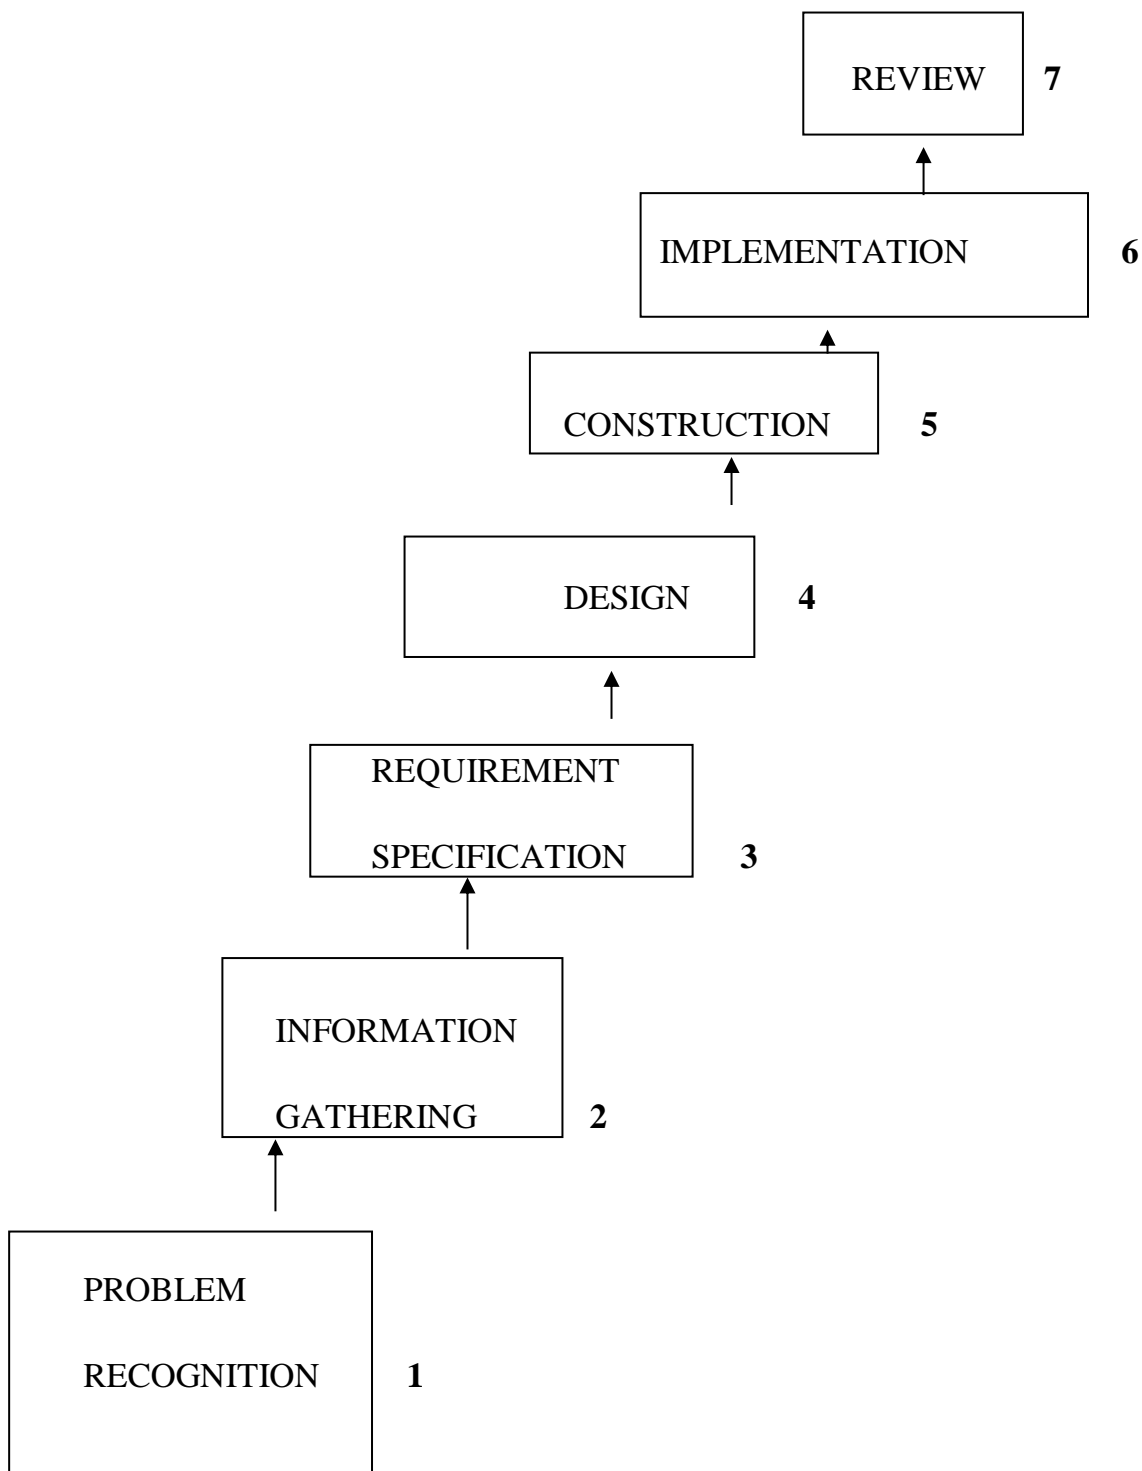 REVIEW 7
IMPLEMENTATION 6
CONSTRUCTION 5
DESIGN 4
REQUIREMENT
SPECIFICATION 3
INFORMATION
GATHERING 2
PROBLEM
RECOGNITION 1